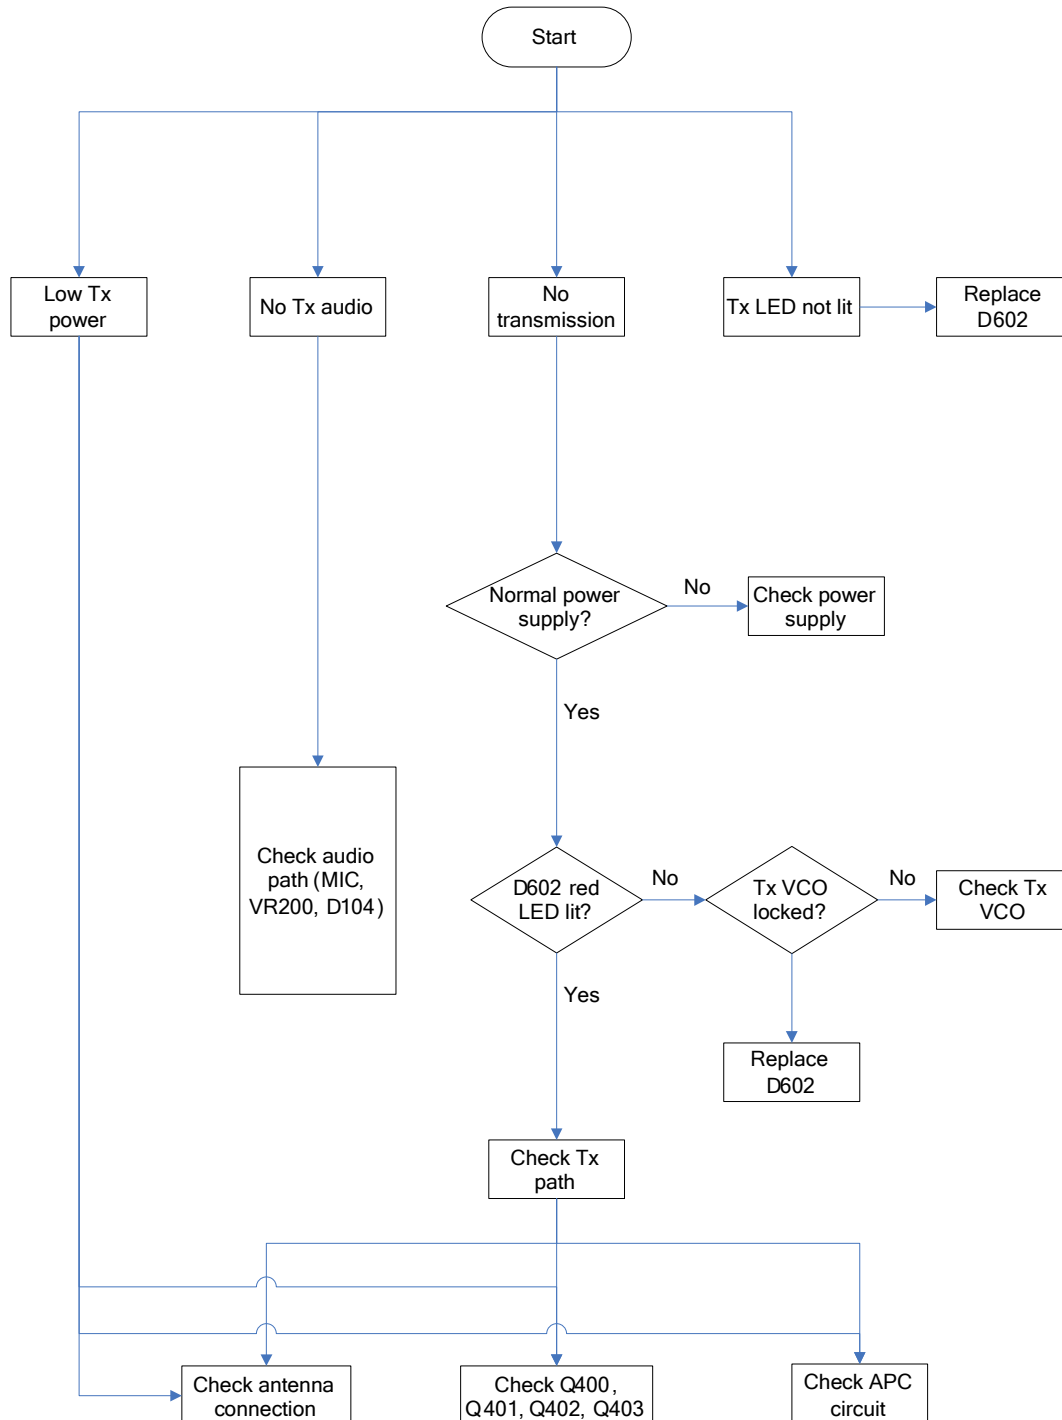 Start
Low Tx
power
No Tx audio
No
transmission
Tx LED not lit
Replace
D602
Normal power
supply?
No
Check power
supply
Yes
Check audio
path (MIC,
VR200, D104)
D602 red
LED lit?
No
Tx VCO
locked?
No
Check Tx
VCO
Yes
Replace
D602
Check Tx
path
Check antenna
connection
Check Q400,
Q401, Q402, Q403
Check APC
circuit